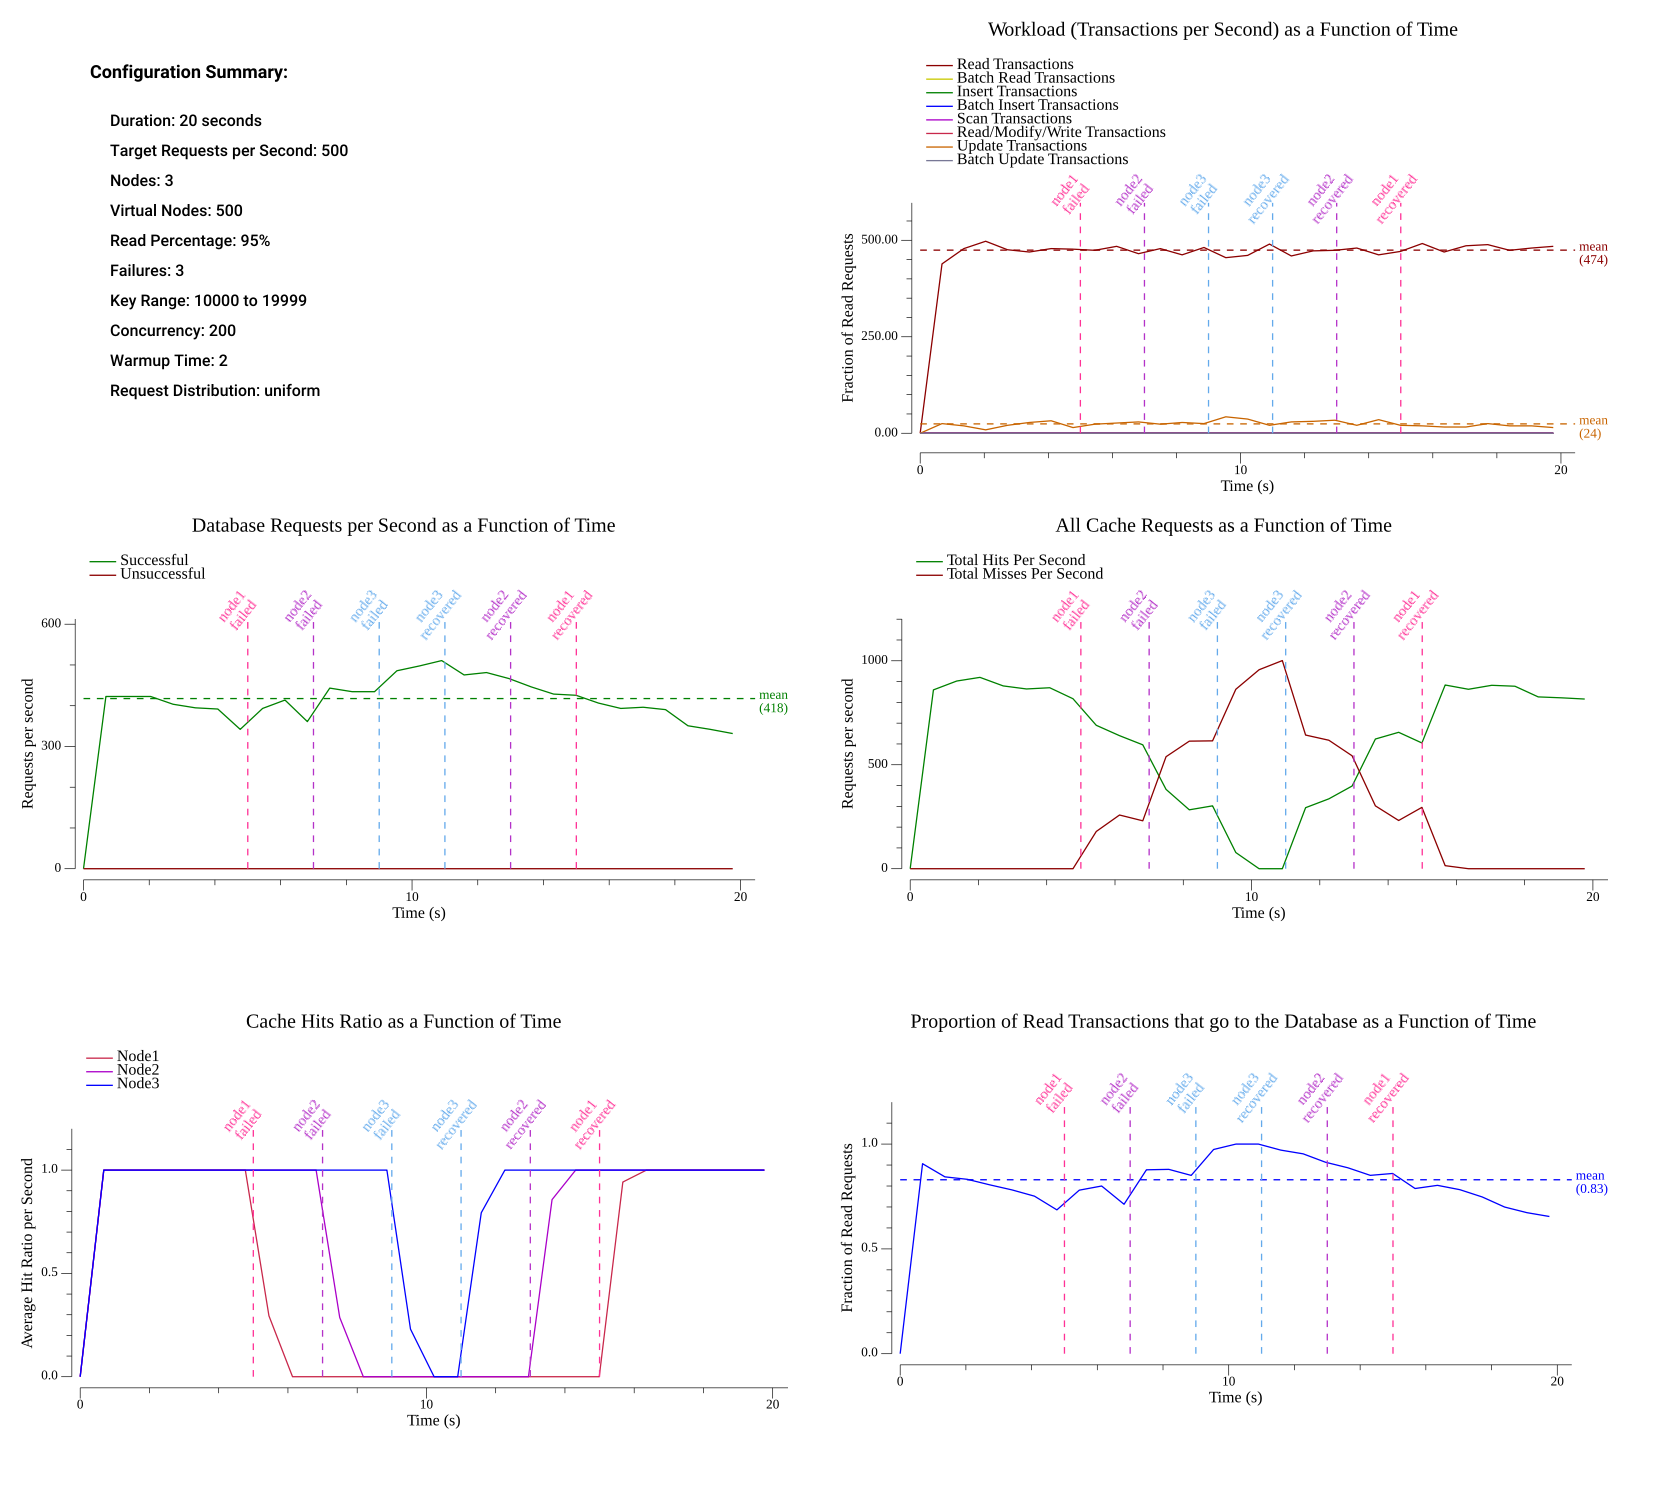 Configuration Summary:
Duration: 20 seconds
Target Requests per Second: 500
Nodes: 3
Virtual Nodes: 500
Read Percentage: 95%
Failures: 3
Key Range: 10000 to 19999
Concurrency: 200
Warmup Time: 2
Request Distribution: uniform
Workload (Transactions per Second) as a Function of Time
Read Transactions
Batch Read Transactions
Insert Transactions
Batch Insert Transactions
Scan Transactions
Read/Modify/Write Transactions
Update Transactions
Batch Update Transactions
node1
failed
node2
failed
node3
failed
node3
recovered
node2
recovered
node1
recovered
Fraction of Read Requests
500.00
250.00
0.00
mean
(474)
mean
(24)
0
10
20
Time (s)
Database Requests per Second as a Function of Time
Successful
Unsuccessful
node1
failed
node2
failed
node3
failed
node3
recovered
node2
recovered
node1
recovered
Requests per second
600
300
0
mean
(418)
0
10
20
Time (s)
All Cache Requests as a Function of Time
Total Hits Per Second
Total Misses Per Second
node1
failed
node2
failed
node3
failed
node3
recovered
node2
recovered
node1
recovered
Requests per second
1000
500
0
0
10
20
Time (s)
Cache Hits Ratio as a Function of Time
Node1
Node2
Node3
node1
failed
node2
failed
node3
failed
node3
recovered
node2
recovered
node1
recovered
Average Hit Ratio per Second
1.0
0.5
0.0
0
10
20
Time (s)
Proportion of Read Transactions that go to the Database as a Function of Time
node1
failed
node2
failed
node3
failed
node3
recovered
node2
recovered
node1
recovered
Fraction of Read Requests
1.0
0.5
0.0
mean
(0.83)
0
10
20
Time (s)